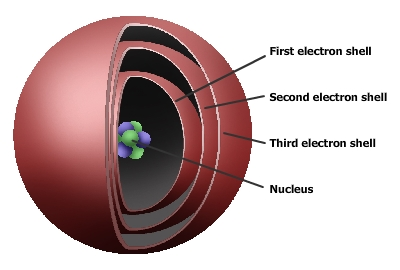 First electron shell
Second electron shell
Third electron shell
Nucleus